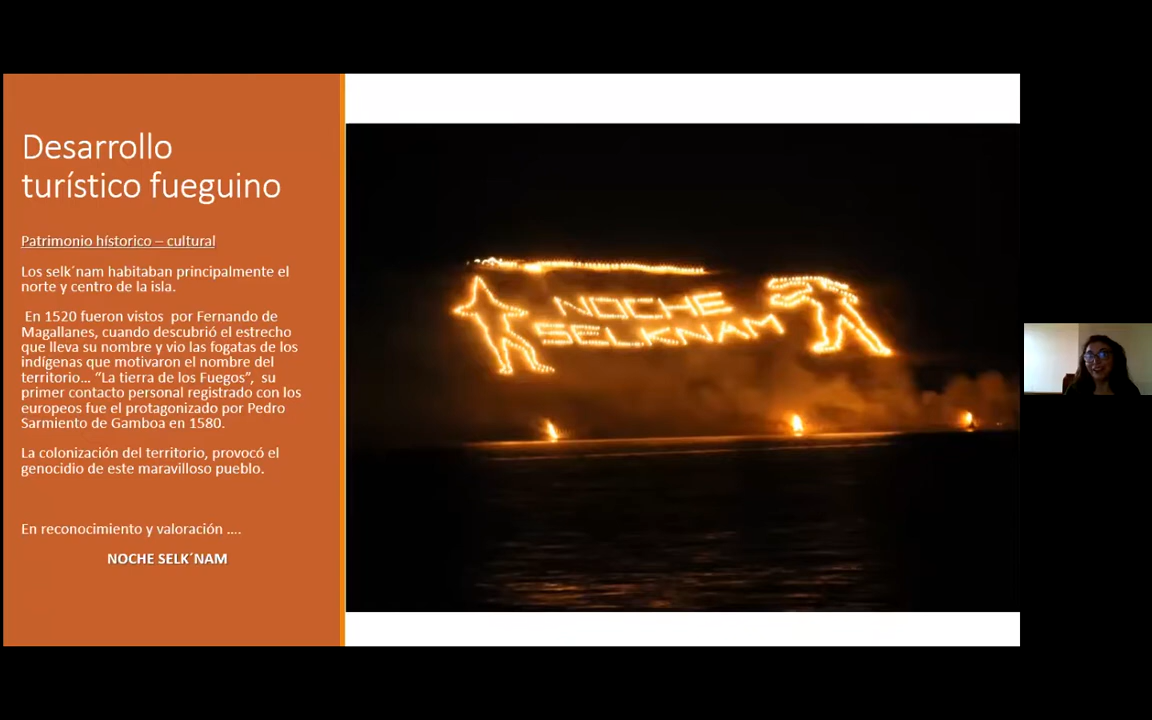 Desarrollo
turístico fueguino
Patrimonio hístorico – cultural
Los selk´nam habitaban principalmente el
norte y centro de la isla.
En 1520 fueron vistos por Fernando de
Magallanes, cuando descubrió el estrecho
que lleva su nombre y vio las fogatas de los
indígenas que motivaron el nombre del
territorio... “La tierra de los Fuegos”, su
primer contacto personal registrado con los
europeos fue el protagonizado por Pedro
Sarmiento de Gamboa en 1580.
La colonización del territorio, provocó el
genocidio de este maravilloso pueblo.
En reconocimiento y valoración ....
NOCHE SELK´NAM
NOCHE
SELKNAM